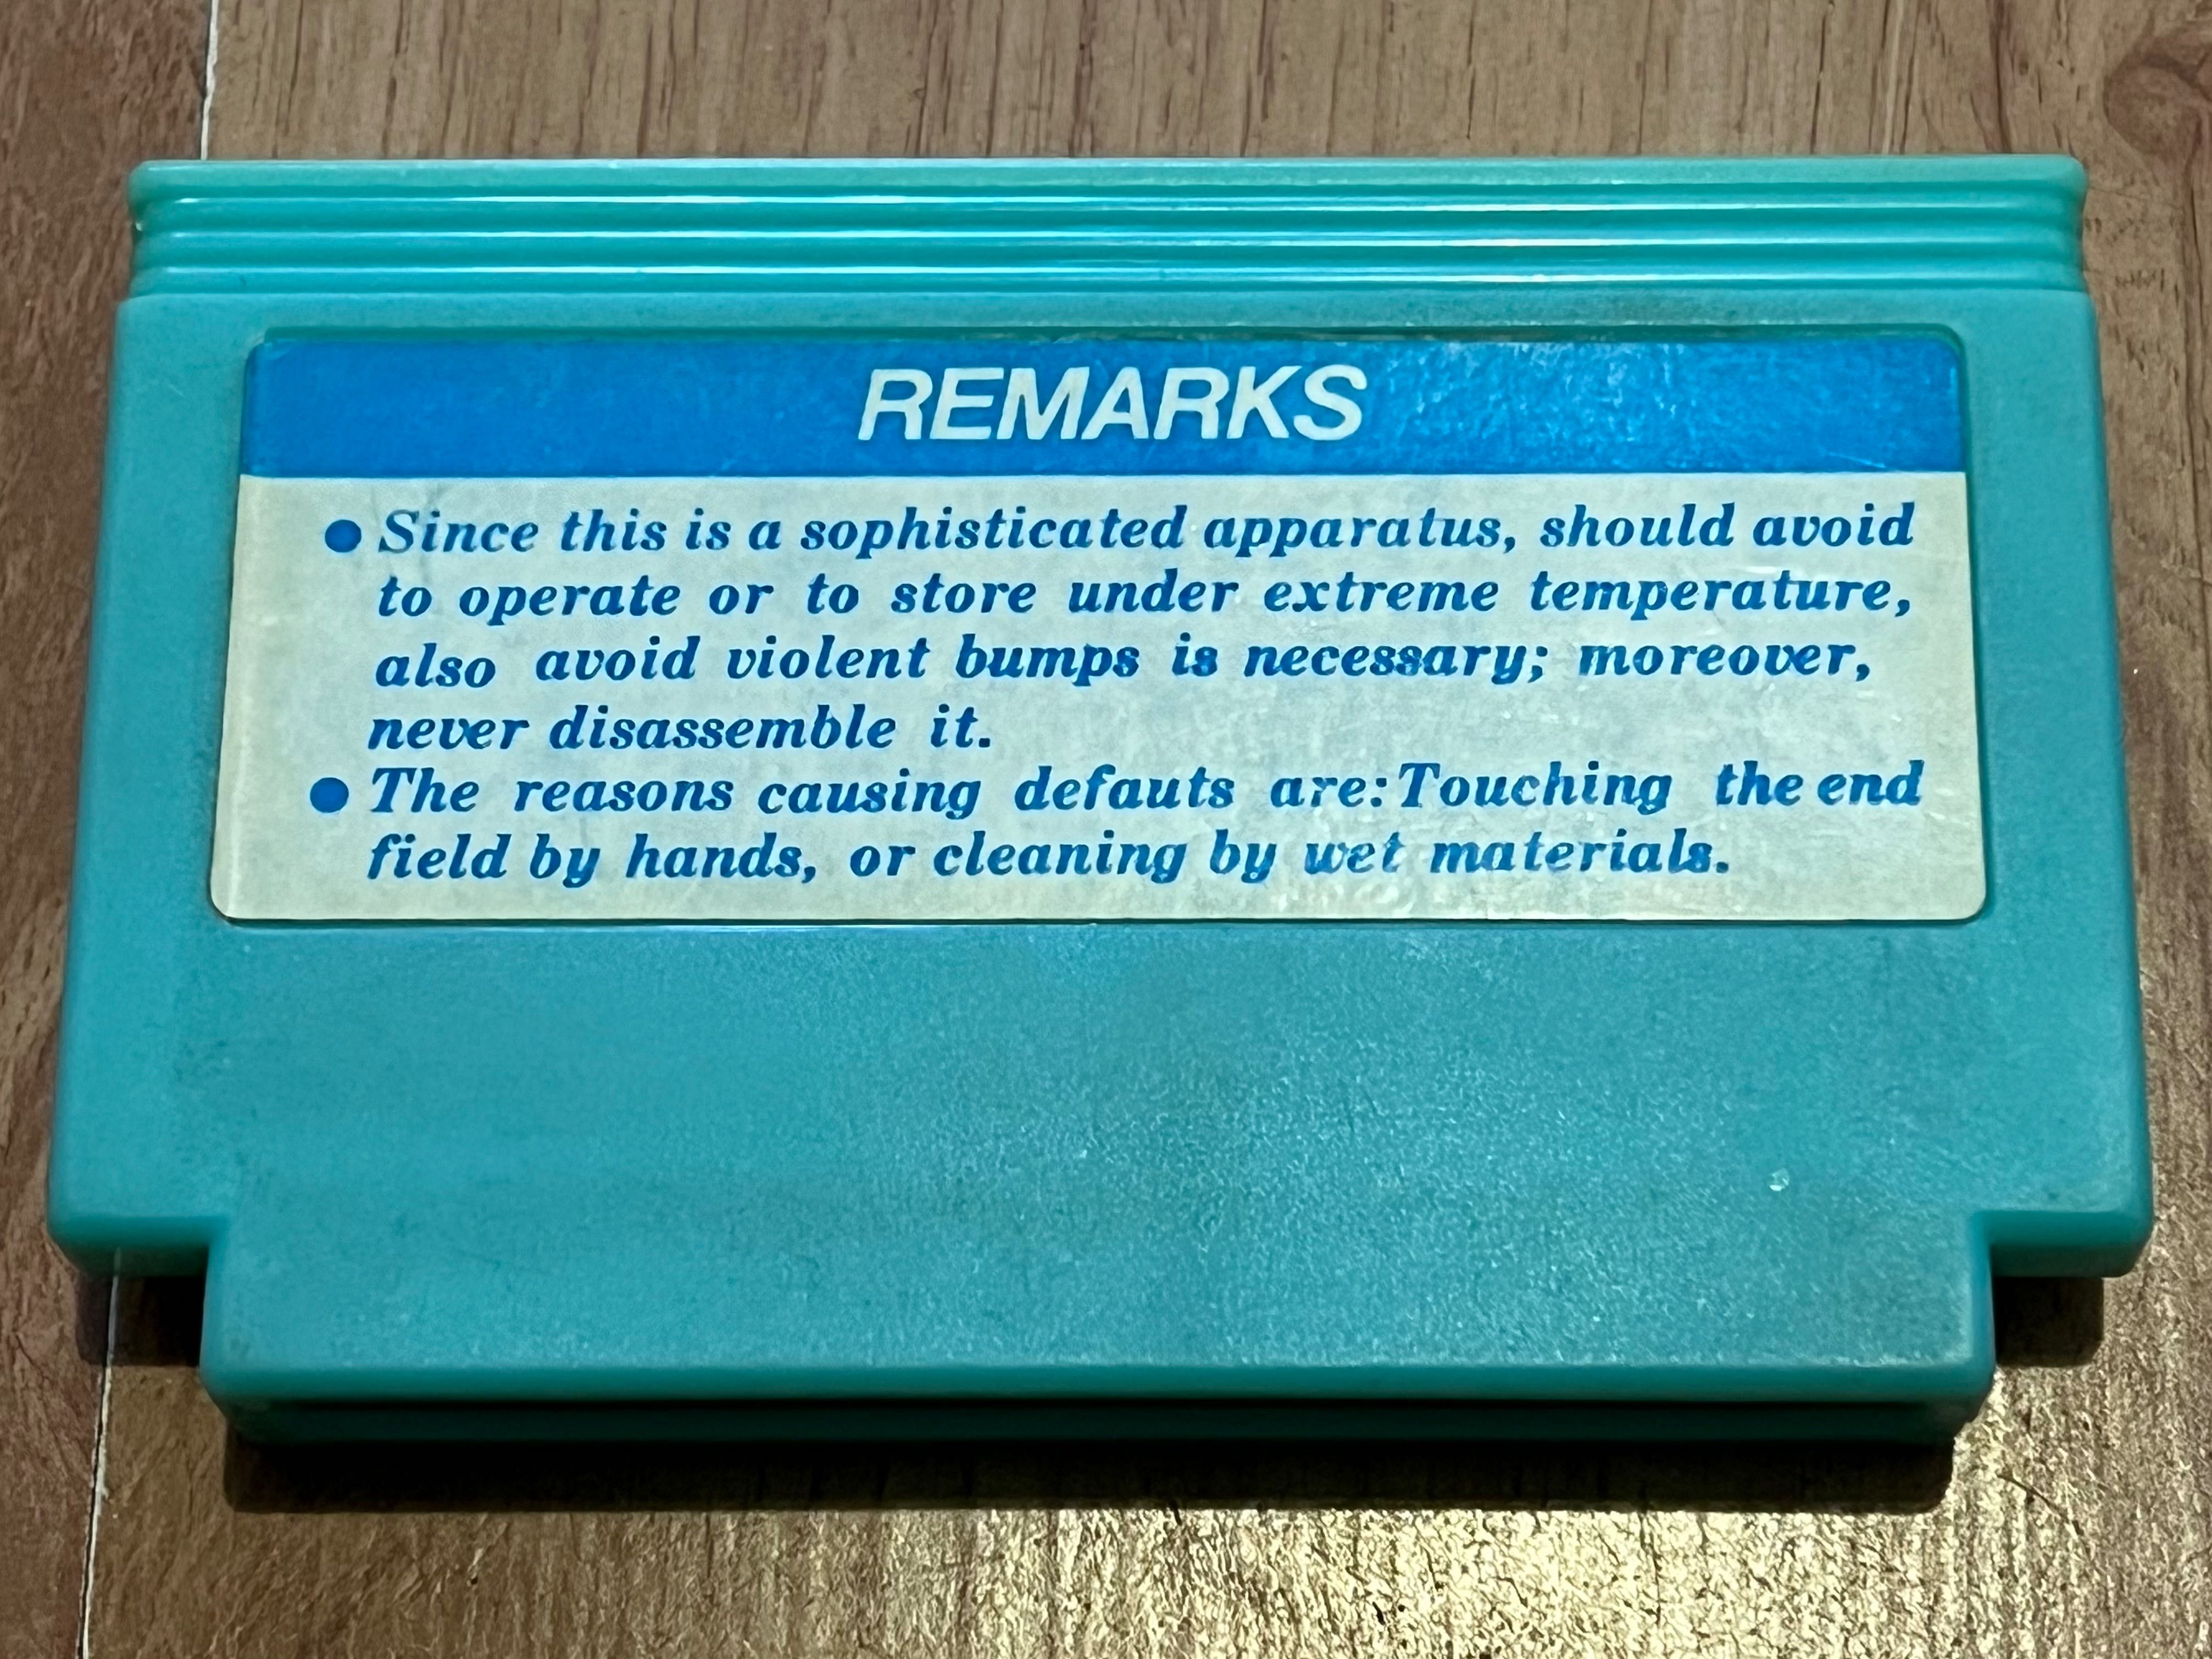 REMARKS
● Since this is a sophisticated apparatus, should avoid
to operate or to store under extreme temperature,
also avoid violent bumps is necessary; moreover,
never disassemble it.
● The reasons causing defauts are:Touching the end
field by hands, or cleaning by wet materials.